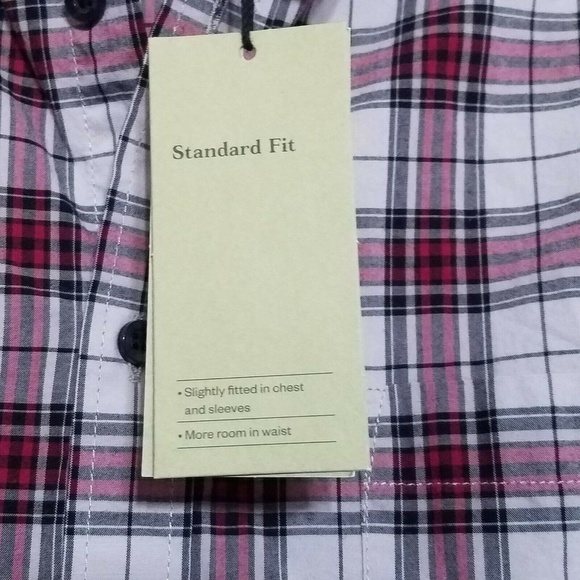 Standard Fit
• Slightly fitted in chest
and sleeves
• More room in waist